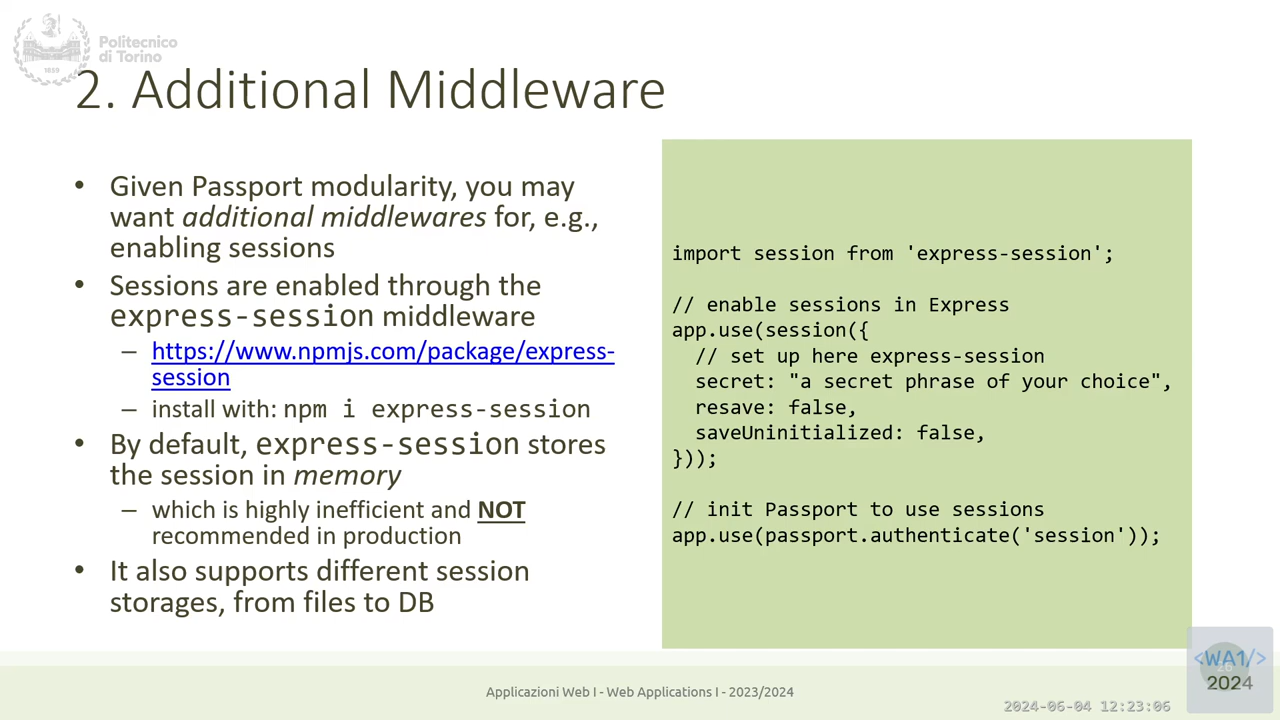 Politecnico
di Torino
1859
2. Additional Middleware
• Given Passport modularity, you may
want additional middlewares for, e.g.,
enabling sessions
• Sessions are enabled through the
express-session middleware
– https://www.npmjs.com/package/express-
session
– install with: npm i express-session
• By default, express-session stores
the session in memory
– which is highly inefficient and NOT
recommended in production
• It also supports different session
storages, from files to DB
import session from 'express-session';
// enable sessions in Express
app.use(session({
// set up here express-session
secret: "a secret phrase of your choice",
resave: false,
saveUninitialized: false,
}));
// init Passport to use sessions
app.use(passport.authenticate('session'));
Applicazioni Web I - Web Applications I - 2023/2024
<WA1/>
2024
2024-06-04 12:23:06